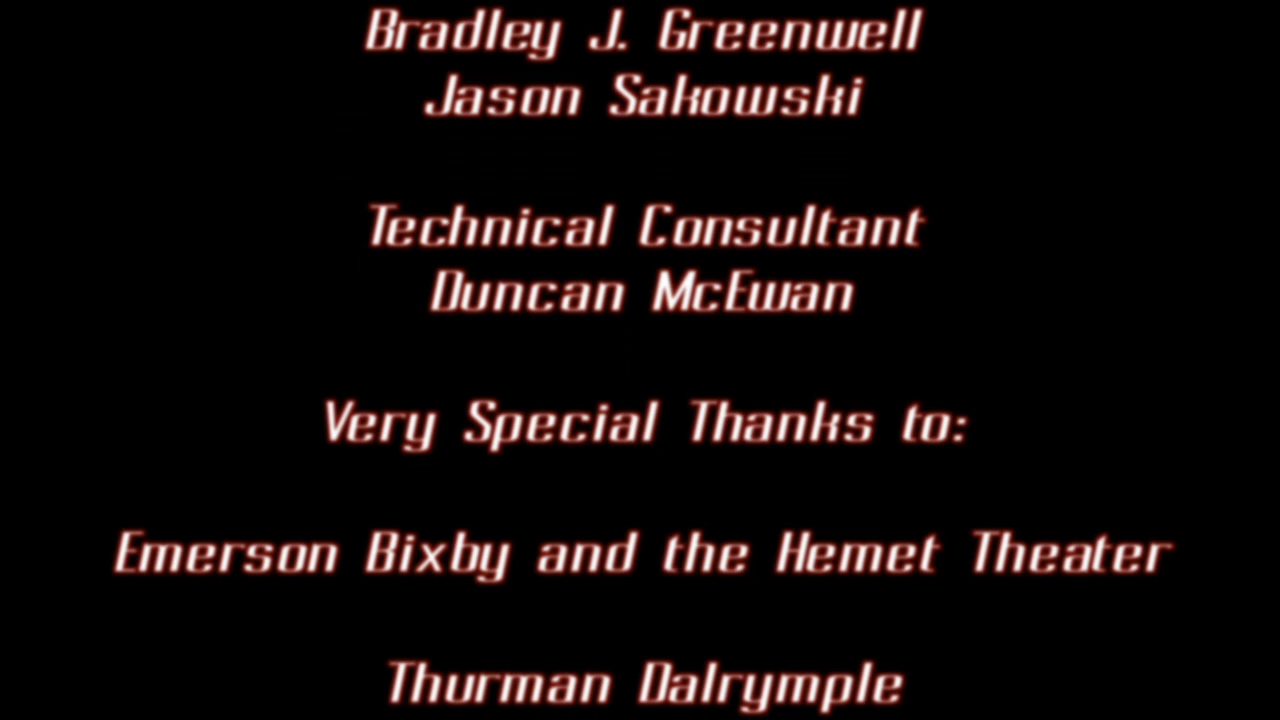 Bradley J. Greenwell
Jason Sakowski
Technical Consultant
Duncan McEwan
Very Special Thanks to:
Emerson Bixby and the Hemet Theater
Thurman Dalrymple